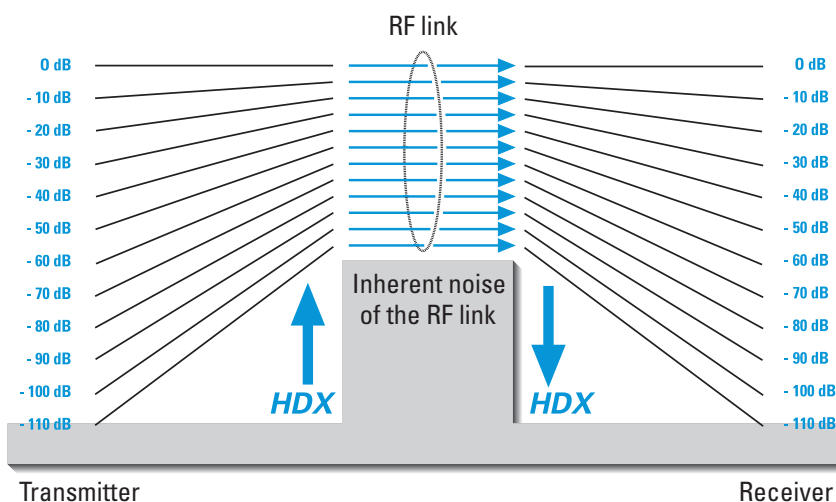 RF link
0 dB
- 10 dB
- 20 dB
- 30 dB
- 40 dB
- 50 dB
- 60 dB
- 70 dB
- 80 dB
- 90 dB
- 100 dB
- 110 dB
Inherent noise
of the RF link
HDX
HDX
0 dB
- 10 dB
- 20 dB
- 30 dB
- 40 dB
- 50 dB
- 60 dB
- 70 dB
- 80 dB
- 90 dB
- 100 dB
- 110 dB
Transmitter
Receiver